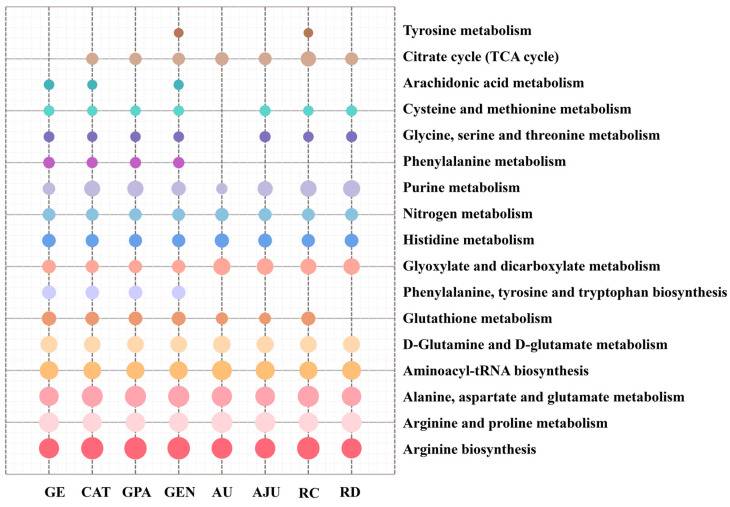 Tyrosine metabolism
Citrate cycle (TCA cycle)
Arachidonic acid metabolism
Cysteine and methionine metabolism
Glycine, serine and threonine metabolism
Phenylalanine metabolism
Purine metabolism
Nitrogen metabolism
Histidine metabolism
Glyoxylate and dicarboxylate metabolism
Phenylalanine, tyrosine and tryptophan biosynthesis
Glutathione metabolism
D-Glutamine and D-glutamate metabolism
Aminoacyl-tRNA biosynthesis
Alanine, aspartate and glutamate metabolism
Arginine and proline metabolism
Arginine biosynthesis
GE CAT GPA GEN AU AJU RC RD